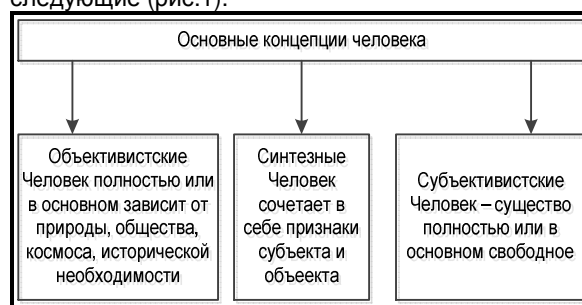 следующие (рис.1).
Основные концепции человека
Объективистские
Человек полностью или
в основном зависит от
природы, общества,
космоса, исторической
необходимости
Синтезные
Человек
сочетает в
себе признаки
субъекта и
объеекта
Субъективистские
Человек – существо
полностью или в
основном свободное